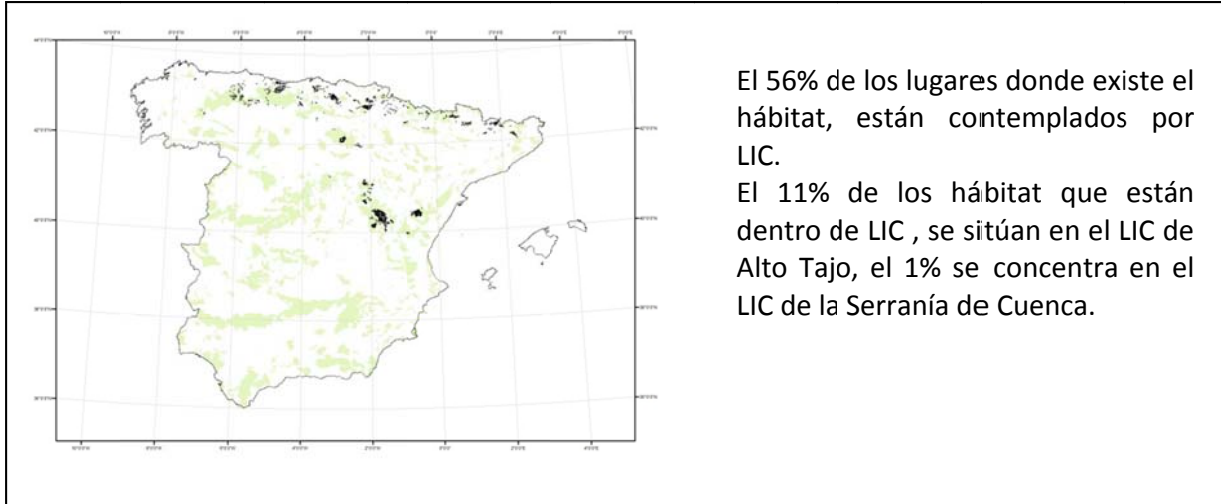 El 56% de los lugares donde existe el
hábitat, están contemplados por
LIC.
El 11% de los hábitat que están
dentro de LIC , se sitúan en el LIC de
Alto Tajo, el 1% se concentra en el
LIC de la Serranía de Cuenca.